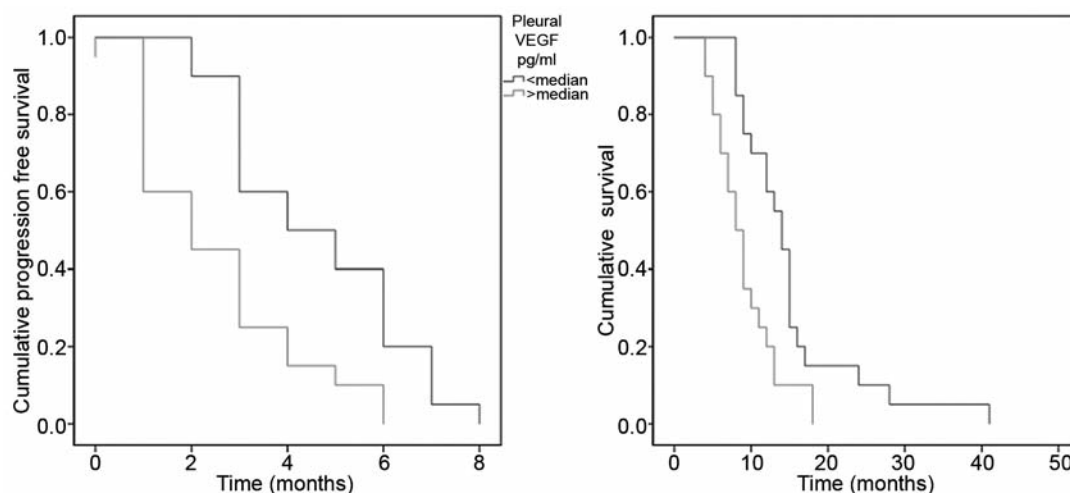 Cumulative progression free survival
1.0
0.8
0.6
0.4
0.2
0.0
0 2 4 6 8
Time (months)
Pleural
VEGF
pg/ml
<median
>median
Cumulative survival
1.0
0.8
0.6
0.4
0.2
0.0
0 10 20 30 40 50
Time (months)